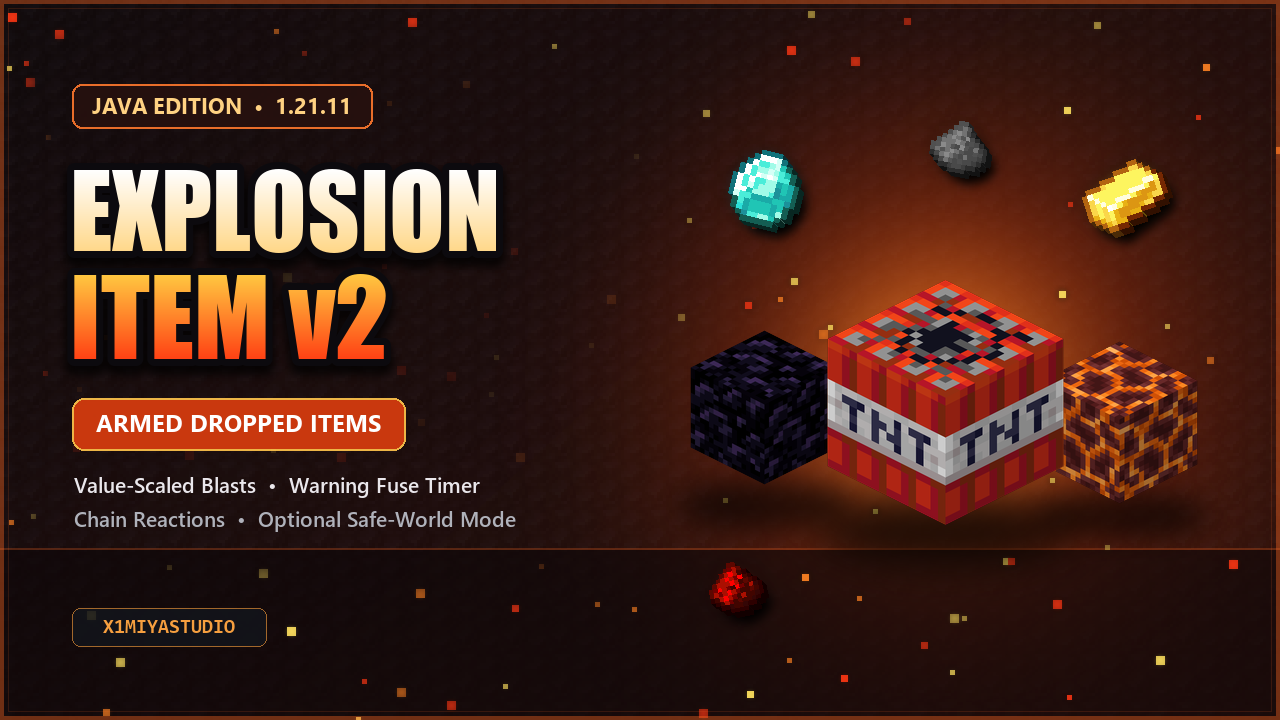 JAVA EDITION • 1.21.11
EXPLOSION
ITEM v2
ARMED DROPPED ITEMS
Value-Scaled Blasts • Warning Fuse Timer
Chain Reactions • Optional Safe-World Mode
TNT TNT
X1MIYASTUDIO